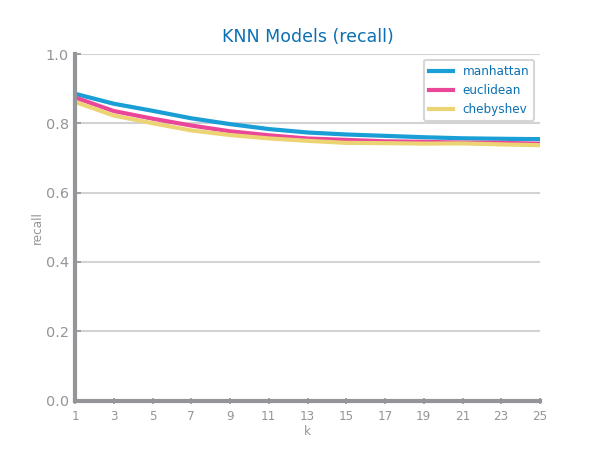 KNN Models (recall)
manhattan
euclidean
chebyshev
recall
1.0
0.8
0.6
0.4
0.2
0.0
1 3 5 7 9 11 13 15 17 19 21 23 25
k